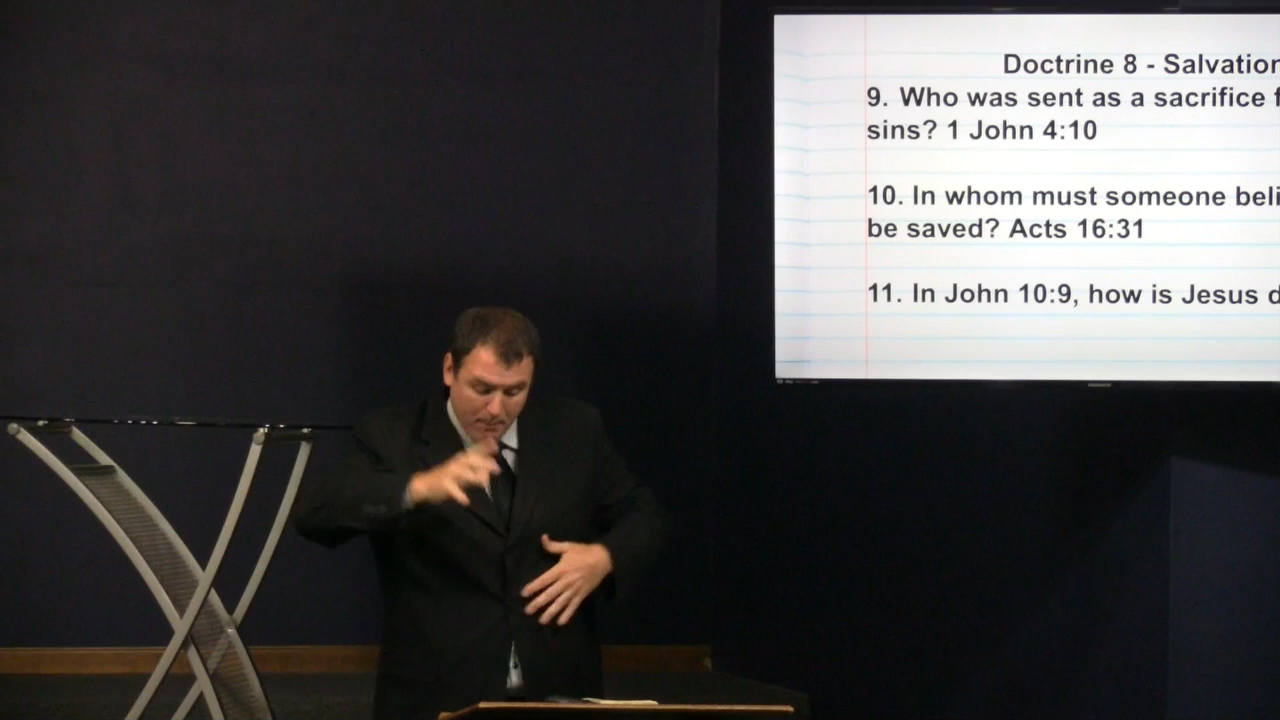 Doctrine 8 - Salvation
9. Who was sent as a sacrifice f
sins? 1 John 4:10
10. In whom must someone beli
be saved? Acts 16:31
11. In John 10:9, how is Jesus d